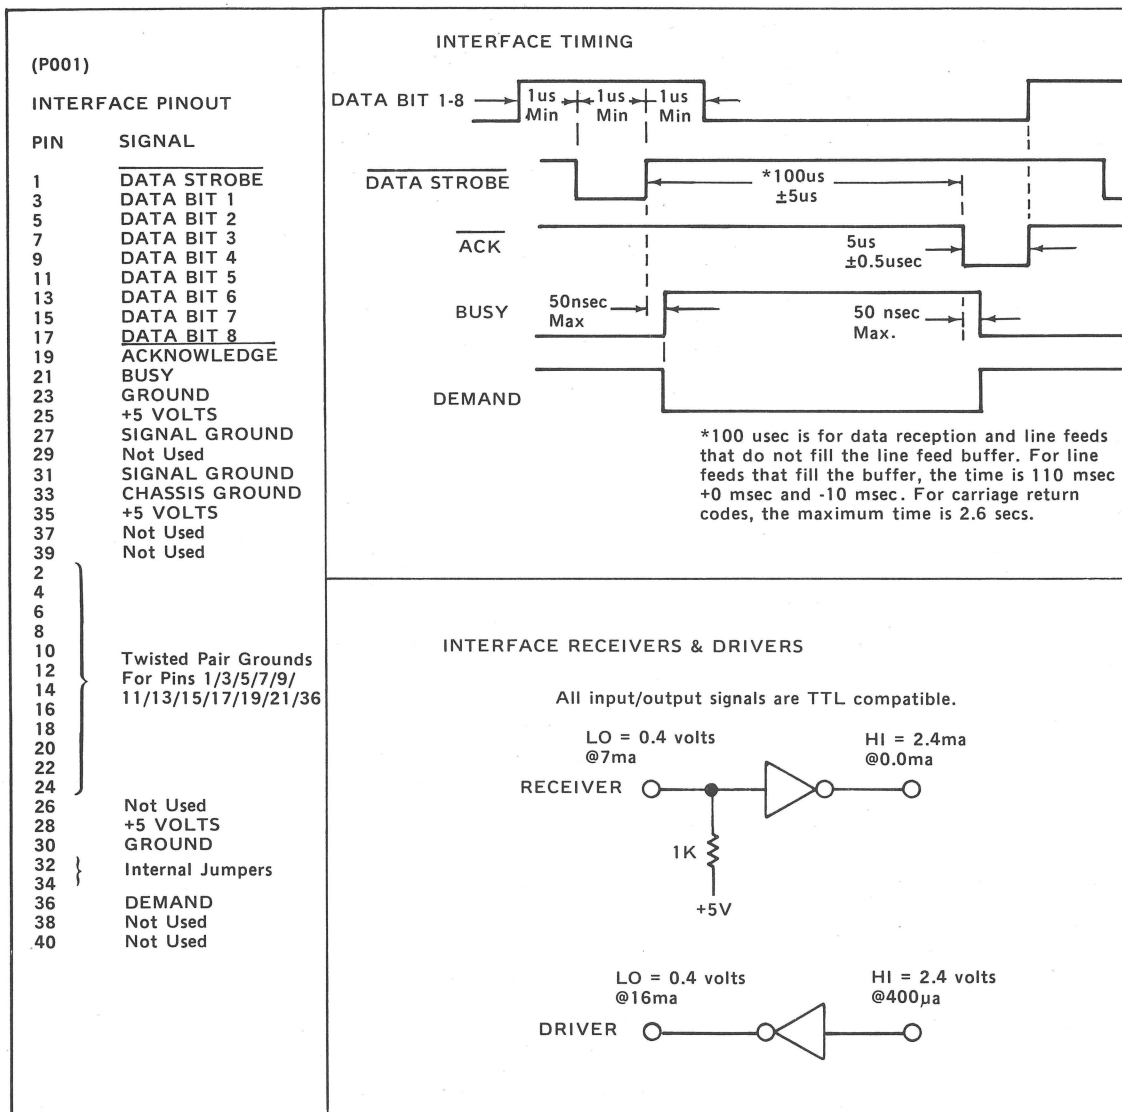 (P001)
INTERFACE PINOUT
PIN SIGNAL
1 DATA STROBE
3 DATA BIT 1
5 DATA BIT 2
7 DATA BIT 3
9 DATA BIT 4
11 DATA BIT 5
13 DATA BIT 6
15 DATA BIT 7
17 DATA BIT 8
19 ACKNOWLEDGE
21 BUSY
23 GROUND
25 +5 VOLTS
27 SIGNAL GROUND
29 Not Used
31 SIGNAL GROUND
33 CHASSIS GROUND
35 +5 VOLTS
37 Not Used
39 Not Used
2
4
6
8
10
12
14
16
18
20
22
24
Twisted Pair Grounds
For Pins 1/3/5/7/9/
11/13/15/17/19/21/36
26 Not Used
28 +5 VOLTS
30 GROUND
32
34
Internal Jumpers
36 DEMAND
38 Not Used
40 Not Used
INTERFACE TIMING
DATA BIT 1-8
1us
Min
1us
Min
1us
Min
DATA STROBE
*100us
±5us
ACK
5us
±0.5usec
BUSY
50nsec
Max
50 nsec
Max.
DEMAND
*100 usec is for data reception and line feeds
that do not fill the line feed buffer. For line
feeds that fill the buffer, the time is 110 msec
+0 msec and -10 msec. For carriage return
codes, the maximum time is 2.6 secs.
INTERFACE RECEIVERS & DRIVERS
All input/output signals are TTL compatible.
LO = 0.4 volts
@7ma
HI = 2.4ma
@0.0ma
RECEIVER
1K
+5V
LO = 0.4 volts
@16ma
HI = 2.4 volts
@400µa
DRIVER